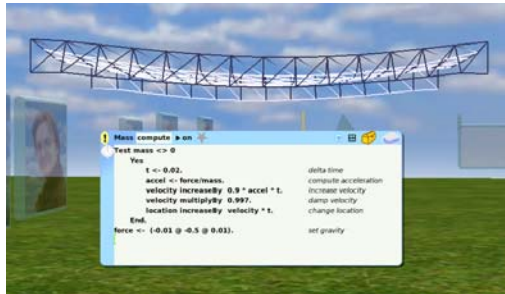 ! Mass compute ▸ on
Test mass <> 0
Yes
t <- 0.02. delta time
accel <- force/mass. compute acceleration
velocity increaseBy 0.9 * accel * t. increase velocity
velocity multiplyBy 0.997. damp velocity
location increaseBy velocity * t. change location
End.
force <- (-0.01 @ -0.5 @ 0.01). set gravity